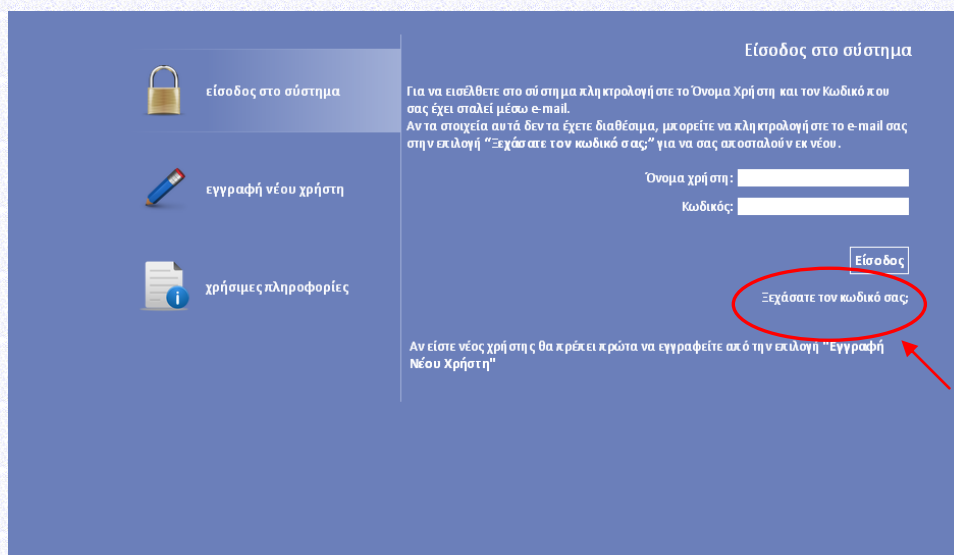 είσοδος στο σύστημα
εγγραφή νέου χρήστη
χρήσιμες πληροφορίες
Είσοδος στο σύστημα
Για να εισέλθετε στο σύστημα πληκτρολογήστε το Όνομα Χρήστη και τον Κωδικό που
σας έχει σταλεί μέσω e-mail.
Αν τα στοιχεία αυτά δεν τα έχετε διαθέσιμα, μπορείτε να πληκτρολογήστε το e-mail σας
στην επιλογή "Ξεχάσατε τον κωδικό σας;" για να σας αποσταλούν εκ νέου.
Όνομα χρήστη:
Κωδικός:
Είσοδος
Ξεχάσατε τον κωδικό σας;
Αν είστε νέος χρήστης θα πρέπει πρώτα να εγγραφείτε από την επιλογή "Εγγραφή
Νέου Χρήστη"